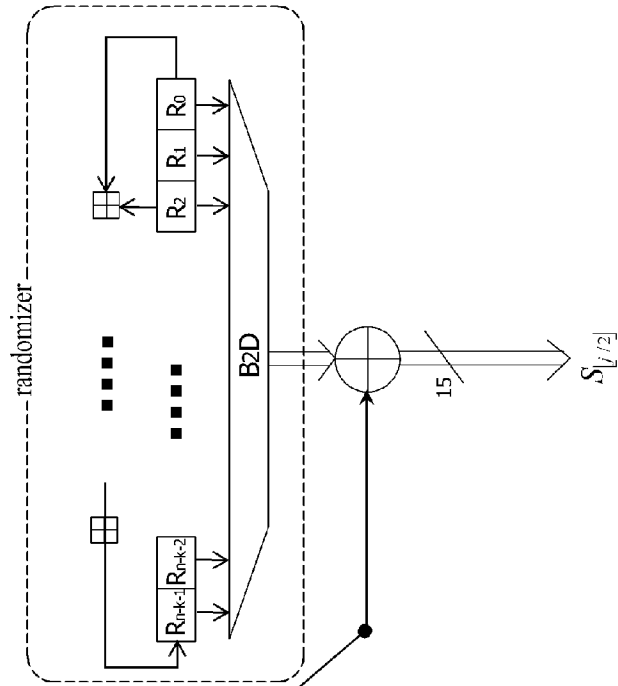 randomizer
R₀
R₁
R₂
Rₙ₋ₖ₋₂
Rₙ₋ₖ₋₁
B2D
15
S⌊j/2⌋